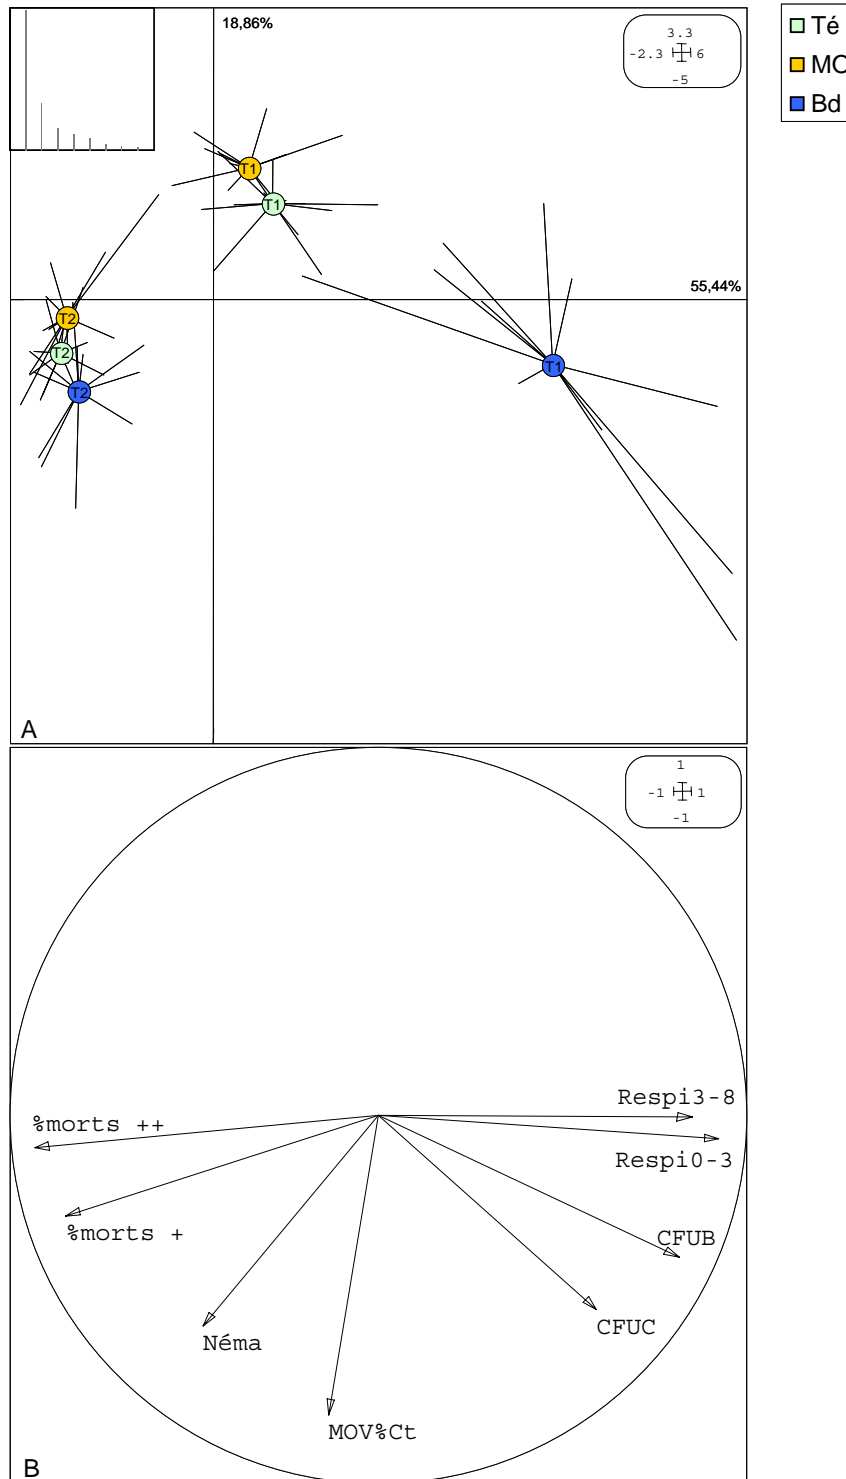 18,86%
3.3
-2.3 6
-5
Té
MO
Bd
T1
T1
55,44%
T2
T2
T1
T2
A
1
-1 1
-1
Respi3-8
%morts ++
Respi0-3
%morts +
CFUB
CFUC
Néma
MOV%Ct
B